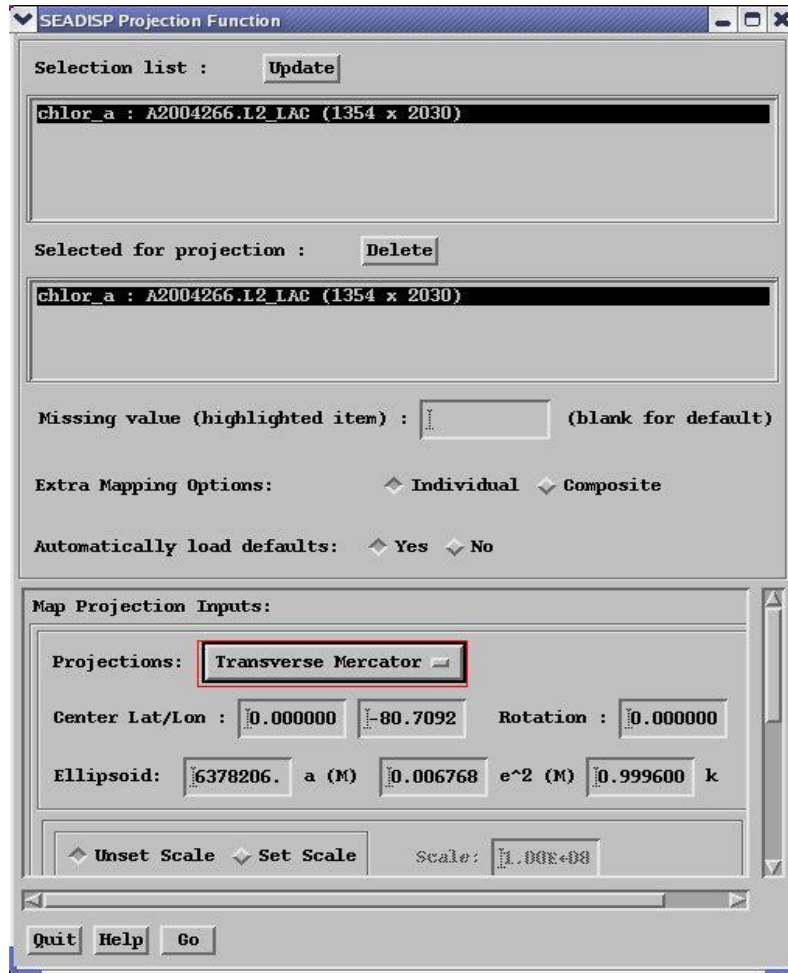 SEADISP Projection Function
Selection list : Update
chlor_a : A2004266.L2_LAC (1354 x 2030)
Selected for projection : Delete
chlor_a : A2004266.L2_LAC (1354 x 2030)
Missing value (highlighted item) : (blank for default)
Extra Mapping Options: Individual Composite
Automatically load defaults: Yes No
Map Projection Inputs:
Projections: Transverse Mercator
Center Lat/Lon : 0.000000 -80.7092 Rotation : 0.000000
Ellipsoid: 6378206. a (M) 0.006768 e^2 (M) 0.999600 k
Unset Scale Set Scale Scale: 1.00E+08
Quit Help Go